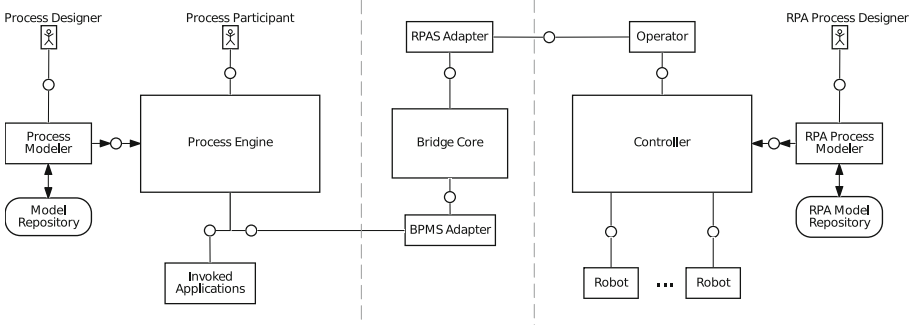 Process Designer
Process Participant
RPA Process Designer
RPAS Adapter
Operator
Process
Modeler
Process Engine
Bridge Core
Controller
RPA Process
Modeler
Model
Repository
BPMS Adapter
RPA Model
Repository
Invoked
Applications
Robot
...
Robot